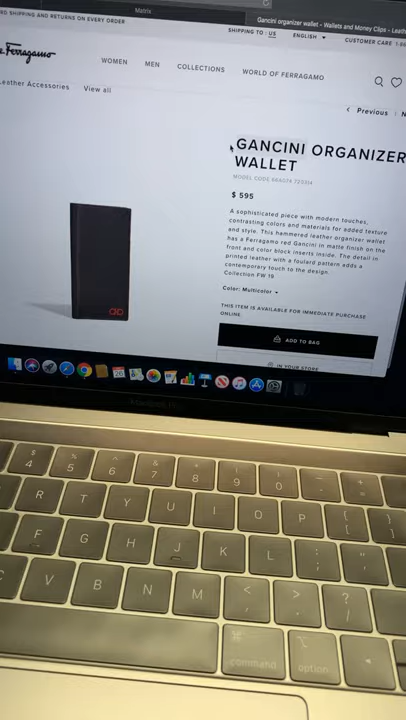 Matrix
Gancini organizer wallet - Wallets and Money Clips - Leath
RD SHIPPING AND RETURNS ON EVERY ORDER
SHIPPING TO: US
ENGLISH
CUSTOMER CARE 1-86
Ferragamo
WOMEN
MEN
COLLECTIONS
WORLD OF FERRAGAMO
Leather Accessories
View all
Previous
N
GANCINI ORGANIZER
WALLET
$ 595
A sophisticated piece with modern touches,
contrasting colors and materials for added texture
and style. This hammered leather organizer wallet
has a Ferragamo red Gancini in matte finish on the
front and color block inserts inside. The detail in
printed leather with a foulard pattern adds a
contemporary touch to the design.
Collection FW 19
Color: Multicolor
THIS ITEM IS AVAILABLE FOR IMMEDIATE PURCHASE
ONLINE
ADD TO BAG
IN YOUR STORE
26
$ % ^ & * ( ) _ +
4 5 6 7 8 9 0 - =
R T Y U I O P { [ } ]
F G H J K L : ; " '
C V B N M < , > . ? /
⌘ ⌥
command option